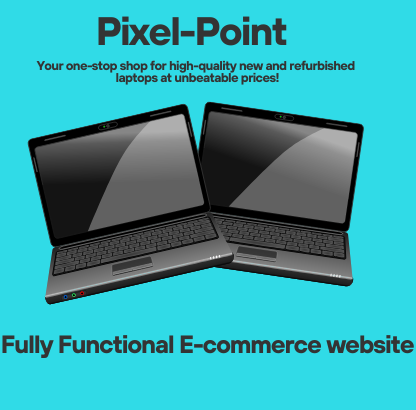 Pixel-Point
Your one-stop shop for high-quality new and refurbished
laptops at unbeatable prices!
Fully Functional E-commerce website